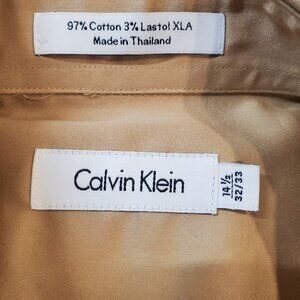 97% Cotton 3% Lastol XLA
Made in Thailand
Calvin Klein
14 ½
32/33